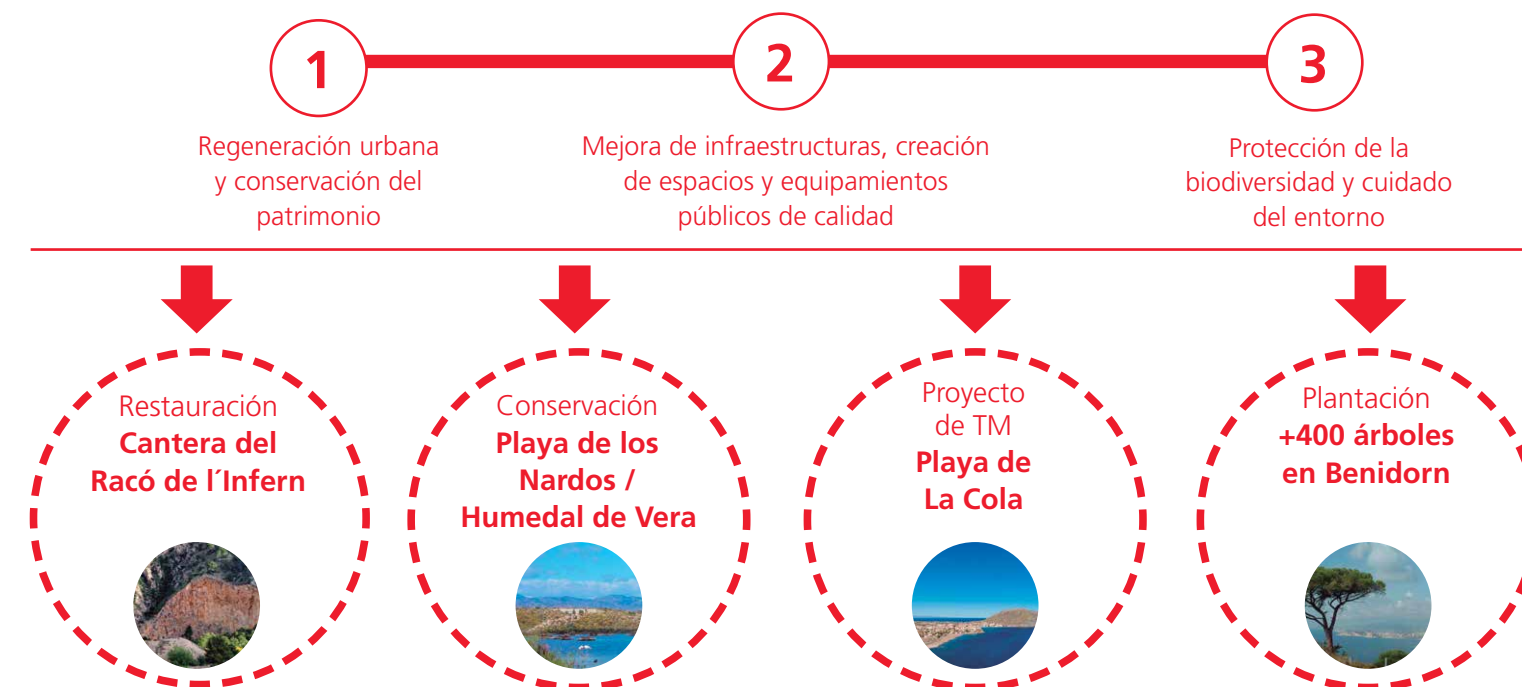 1
2
3
Regeneración urbana
y conservación del
patrimonio
Mejora de infraestructuras, creación
de espacios y equipamientos
públicos de calidad
Protección de la
biodiversidad y cuidado
del entorno
Restauración
Cantera del
Racó de l´Infern
Conservación
Playa de los
Nardos /
Humedal de Vera
Proyecto
de TM
Playa de
La Cola
Plantación
+400 árboles
en Benidorn